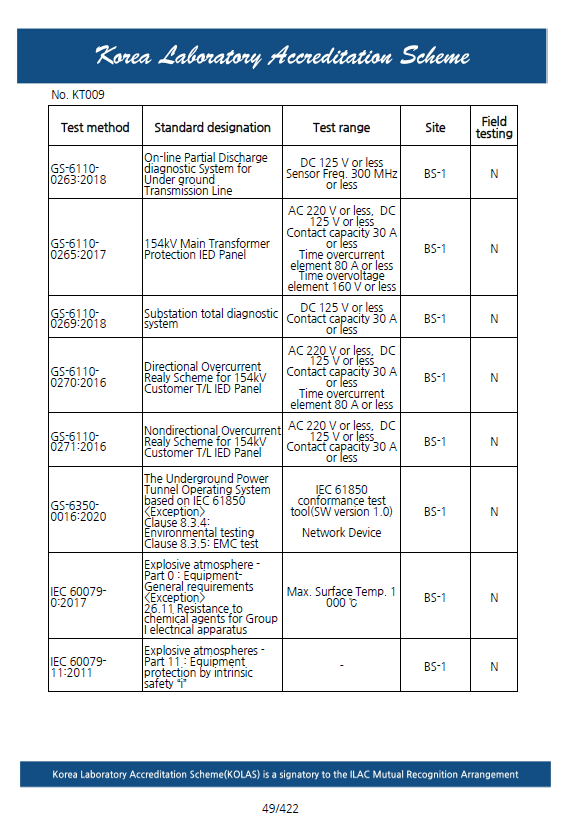 Korea Laboratory Accreditation Scheme
No. KT009
Test method
Standard designation
Test range
Site
Field
testing
GS-6110-
0263:2018
On-line Partial Discharge
diagnostic System for
Under ground
Transmission Line
DC 125 V or less
Sensor Freq. 300 MHz
or less
BS-1
N
GS-6110-
0265:2017
154kV Main Transformer
Protection IED Panel
AC 220 V or less, DC
125 V or less
Contact capacity 30 A
or less
Time overcurrent
element 80 A or less
Time overvoltage
element 160 V or less
BS-1
N
GS-6110-
0269:2018
Substation total diagnostic
system
DC 125 V or less
Contact capacity 30 A
or less
BS-1
N
GS-6110-
0270:2016
Directional Overcurrent
Realy Scheme for 154kV
Customer T/L IED Panel
AC 220 V or less, DC
125 V or less
Contact capacity 30 A
or less
Time overcurrent
element 80 A or less
BS-1
N
GS-6110-
0271:2016
Nondirectional Overcurrent
Realy Scheme for 154kV
Customer T/L IED Panel
AC 220 V or less, DC
125 V or less
Contact capacity 30 A
or less
BS-1
N
GS-6350-
0016:2020
The Underground Power
Tunnel Operating System
based on IEC 61850
<Exception>
Clause 8.3.4:
Environmental testing
Clause 8.3.5: EMC test
IEC 61850
conformance test
tool(SW version 1.0)
Network Device
BS-1
N
IEC 60079-
0:2017
Explosive atmosphere -
Part 0 : Equipment-
General requirements
<Exception>
26.11 Resistance to
chemical agents for Group
I electrical apparatus
Max. Surface Temp. 1
000 ℃
BS-1
N
IEC 60079-
11:2011
Explosive atmospheres -
Part 11 : Equipment
protection by intrinsic
safety "i"
-
BS-1
N
Korea Laboratory Accreditation Scheme(KOLAS) is a signatory to the ILAC Mutual Recognition Arrangement
49/422